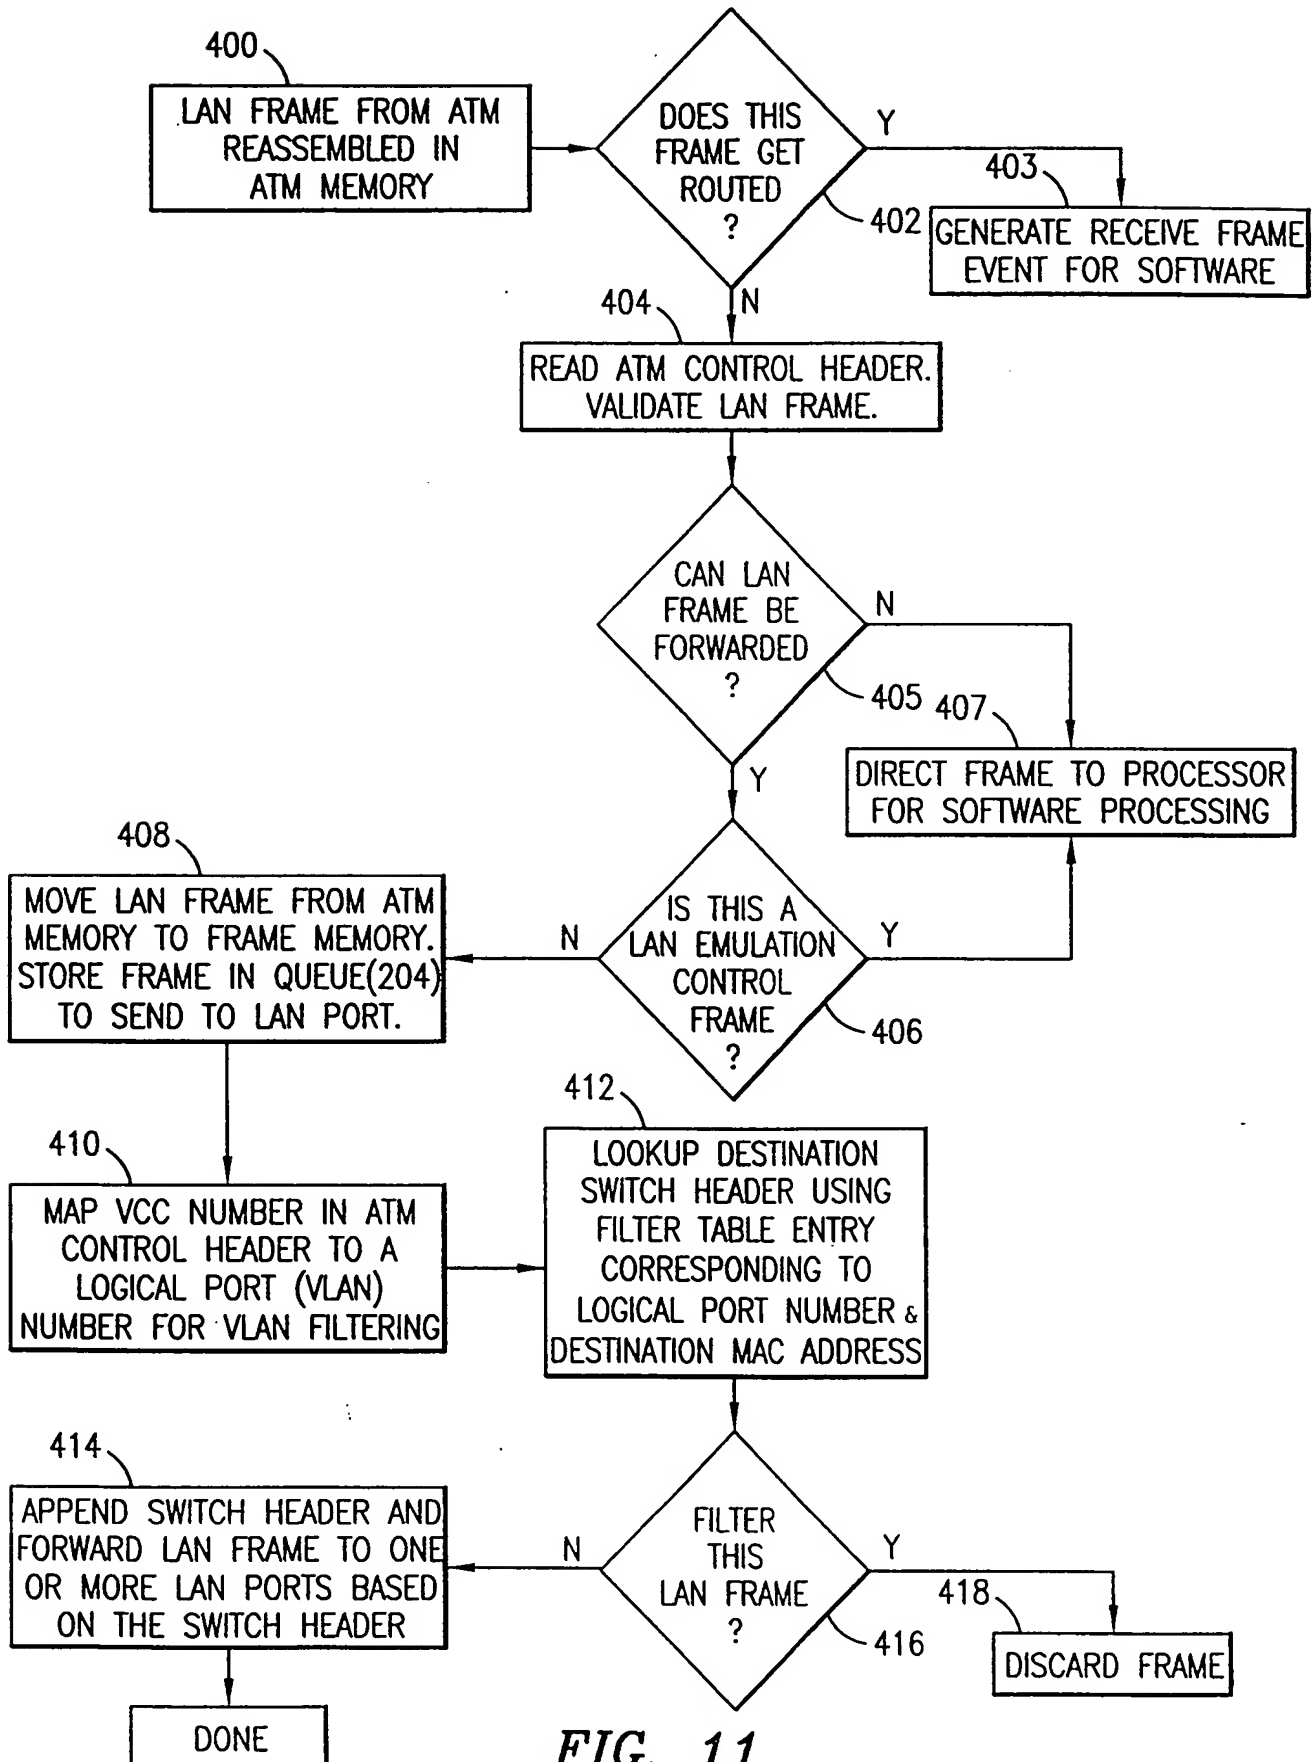 400
LAN FRAME FROM ATM
REASSEMBLED IN
ATM MEMORY
DOES THIS
FRAME GET
ROUTED
?
402
Y
403
GENERATE RECEIVE FRAME
EVENT FOR SOFTWARE
N
404
READ ATM CONTROL HEADER.
VALIDATE LAN FRAME.
CAN LAN
FRAME BE
FORWARDED
?
405
N
407
DIRECT FRAME TO PROCESSOR
FOR SOFTWARE PROCESSING
Y
IS THIS A
LAN EMULATION
CONTROL
FRAME
?
406
Y
N
408
MOVE LAN FRAME FROM ATM
MEMORY TO FRAME MEMORY.
STORE FRAME IN QUEUE(204)
TO SEND TO LAN PORT.
410
MAP VCC NUMBER IN ATM
CONTROL HEADER TO A
LOGICAL PORT (VLAN)
NUMBER FOR VLAN FILTERING
412
LOOKUP DESTINATION
SWITCH HEADER USING
FILTER TABLE ENTRY
CORRESPONDING TO
LOGICAL PORT NUMBER &
DESTINATION MAC ADDRESS
FILTER
THIS
LAN FRAME
?
416
Y
418
DISCARD FRAME
N
414
APPEND SWITCH HEADER AND
FORWARD LAN FRAME TO ONE
OR MORE LAN PORTS BASED
ON THE SWITCH HEADER
DONE
FIG. 11